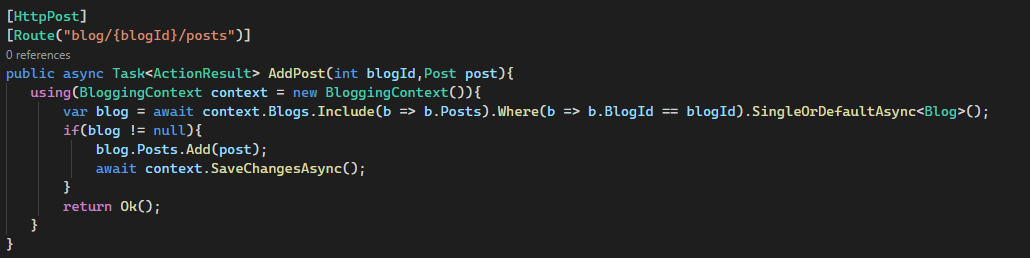 [HttpPost]
[Route("blog/{blogId}/posts")]
0 references
public async Task<ActionResult> AddPost(int blogId,Post post){
using(BloggingContext context = new BloggingContext()){
var blog = await context.Blogs.Include(b => b.Posts).Where(b => b.BlogId == blogId).SingleOrDefaultAsync<Blog>();
if(blog != null){
blog.Posts.Add(post);
await context.SaveChangesAsync();
}
return Ok();
}
}